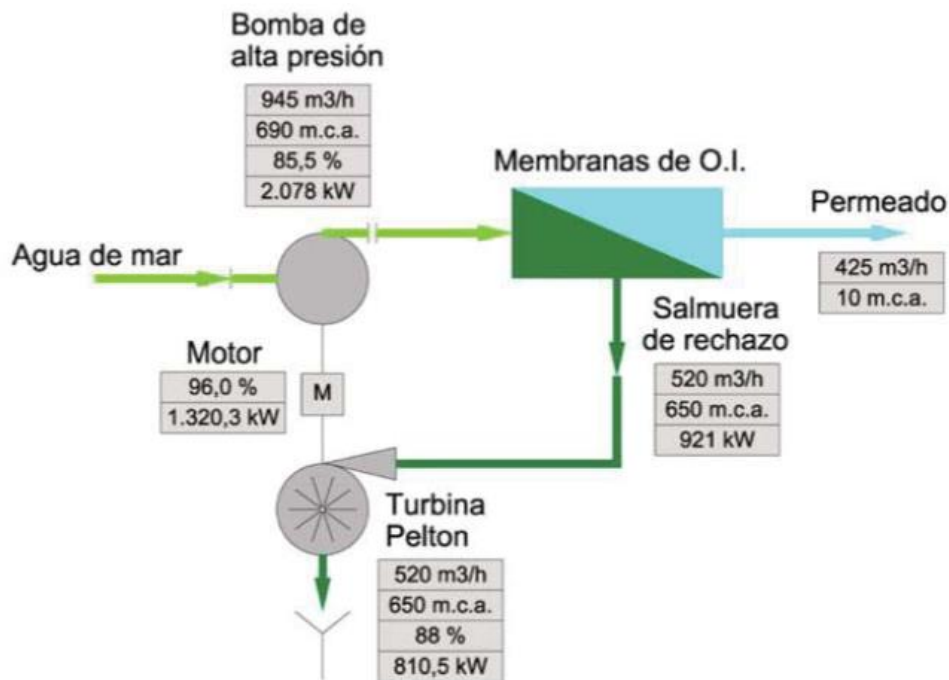 Bomba de
alta presión
945 m3/h
690 m.c.a.
85,5 %
2.078 kW
Membranas de O.I.
Permeado
425 m3/h
10 m.c.a.
Agua de mar
Salmuera
de rechazo
520 m3/h
650 m.c.a.
921 kW
Motor
96,0 %
1.320,3 kW
M
Turbina
Pelton
520 m3/h
650 m.c.a.
88 %
810,5 kW